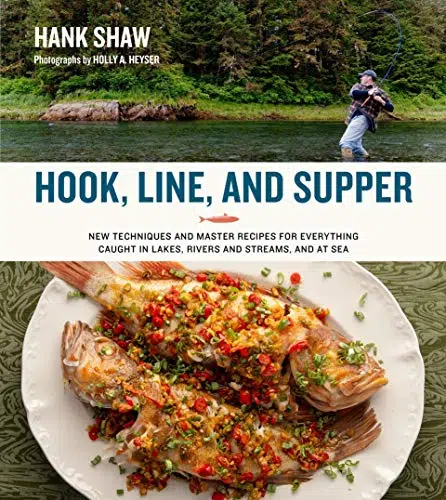 HANK SHAW
Photographs by HOLLY A. HEYSER
HOOK, LINE, AND SUPPER
NEW TECHNIQUES AND MASTER RECIPES FOR EVERYTHING
CAUGHT IN LAKES, RIVERS AND STREAMS, AND AT SEA